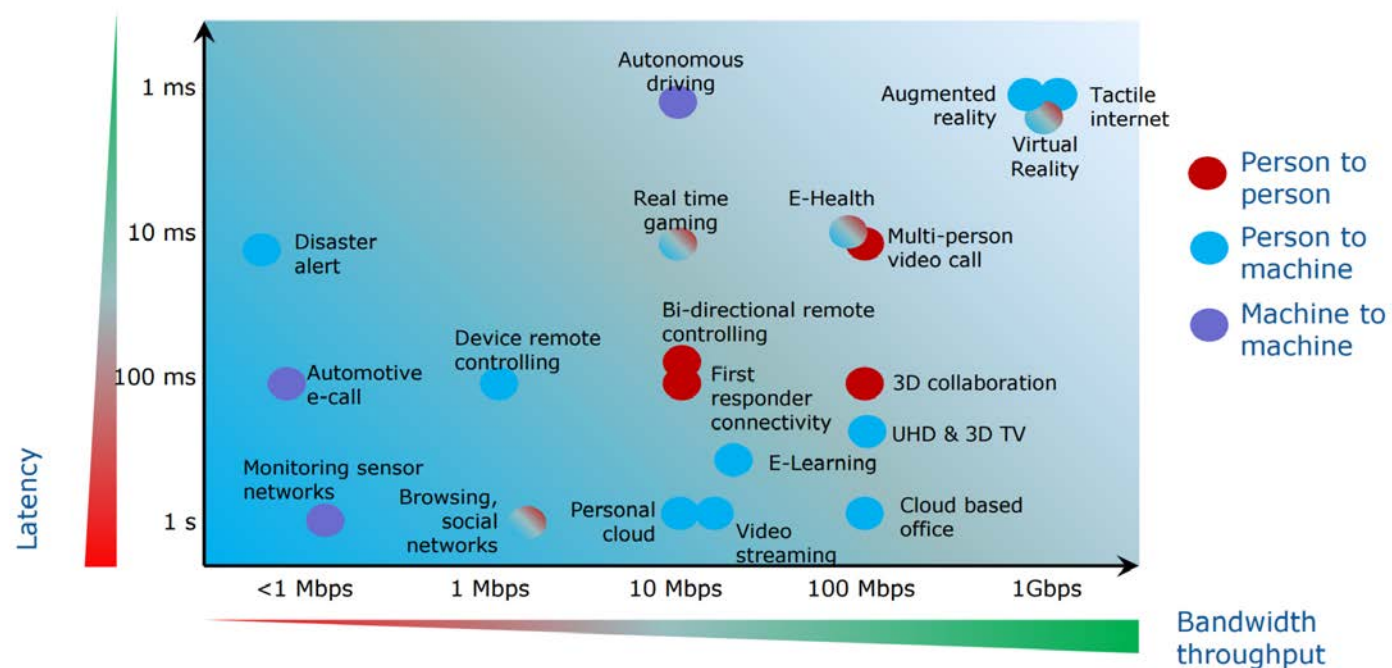 Autonomous
driving
1 ms
Augmented
reality
Tactile
internet
Virtual
Reality
Person to
person
Real time
gaming
E-Health
10 ms
Disaster
alert
Multi-person
video call
Person to
machine
Bi-directional remote
controlling
Device remote
controlling
Machine to
machine
100 ms
Automotive
e-call
First
responder
connectivity
3D collaboration
UHD & 3D TV
Monitoring sensor
networks
E-Learning
Browsing,
social
networks
Personal
cloud
Video
streaming
Cloud based
office
1 s
Latency
<1 Mbps
1 Mbps
10 Mbps
100 Mbps
1Gbps
Bandwidth
throughput